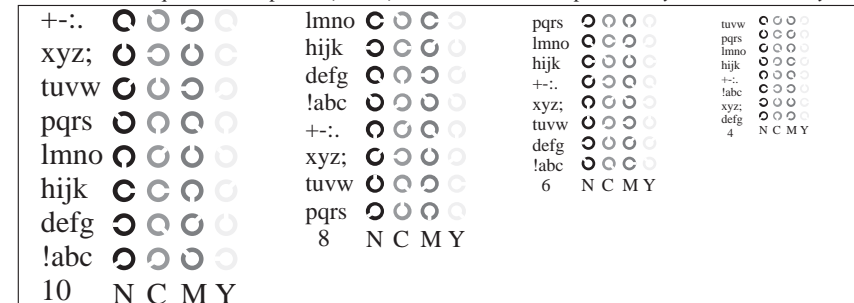 +-:.
xyz;
tuvw
pqrs
lmno
hijk
defg
!abc
10 N C M Y
lmno
hijk
defg
!abc
+-:.
xyz;
tuvw
pqrs
8 N C M Y
pqrs
lmno
hijk
+-:.
xyz;
tuvw
defg
!abc
6 N C M Y
tuvw
pqrs
lmno
hijk
+-:.
!abc
xyz;
defg
4 N C M Y